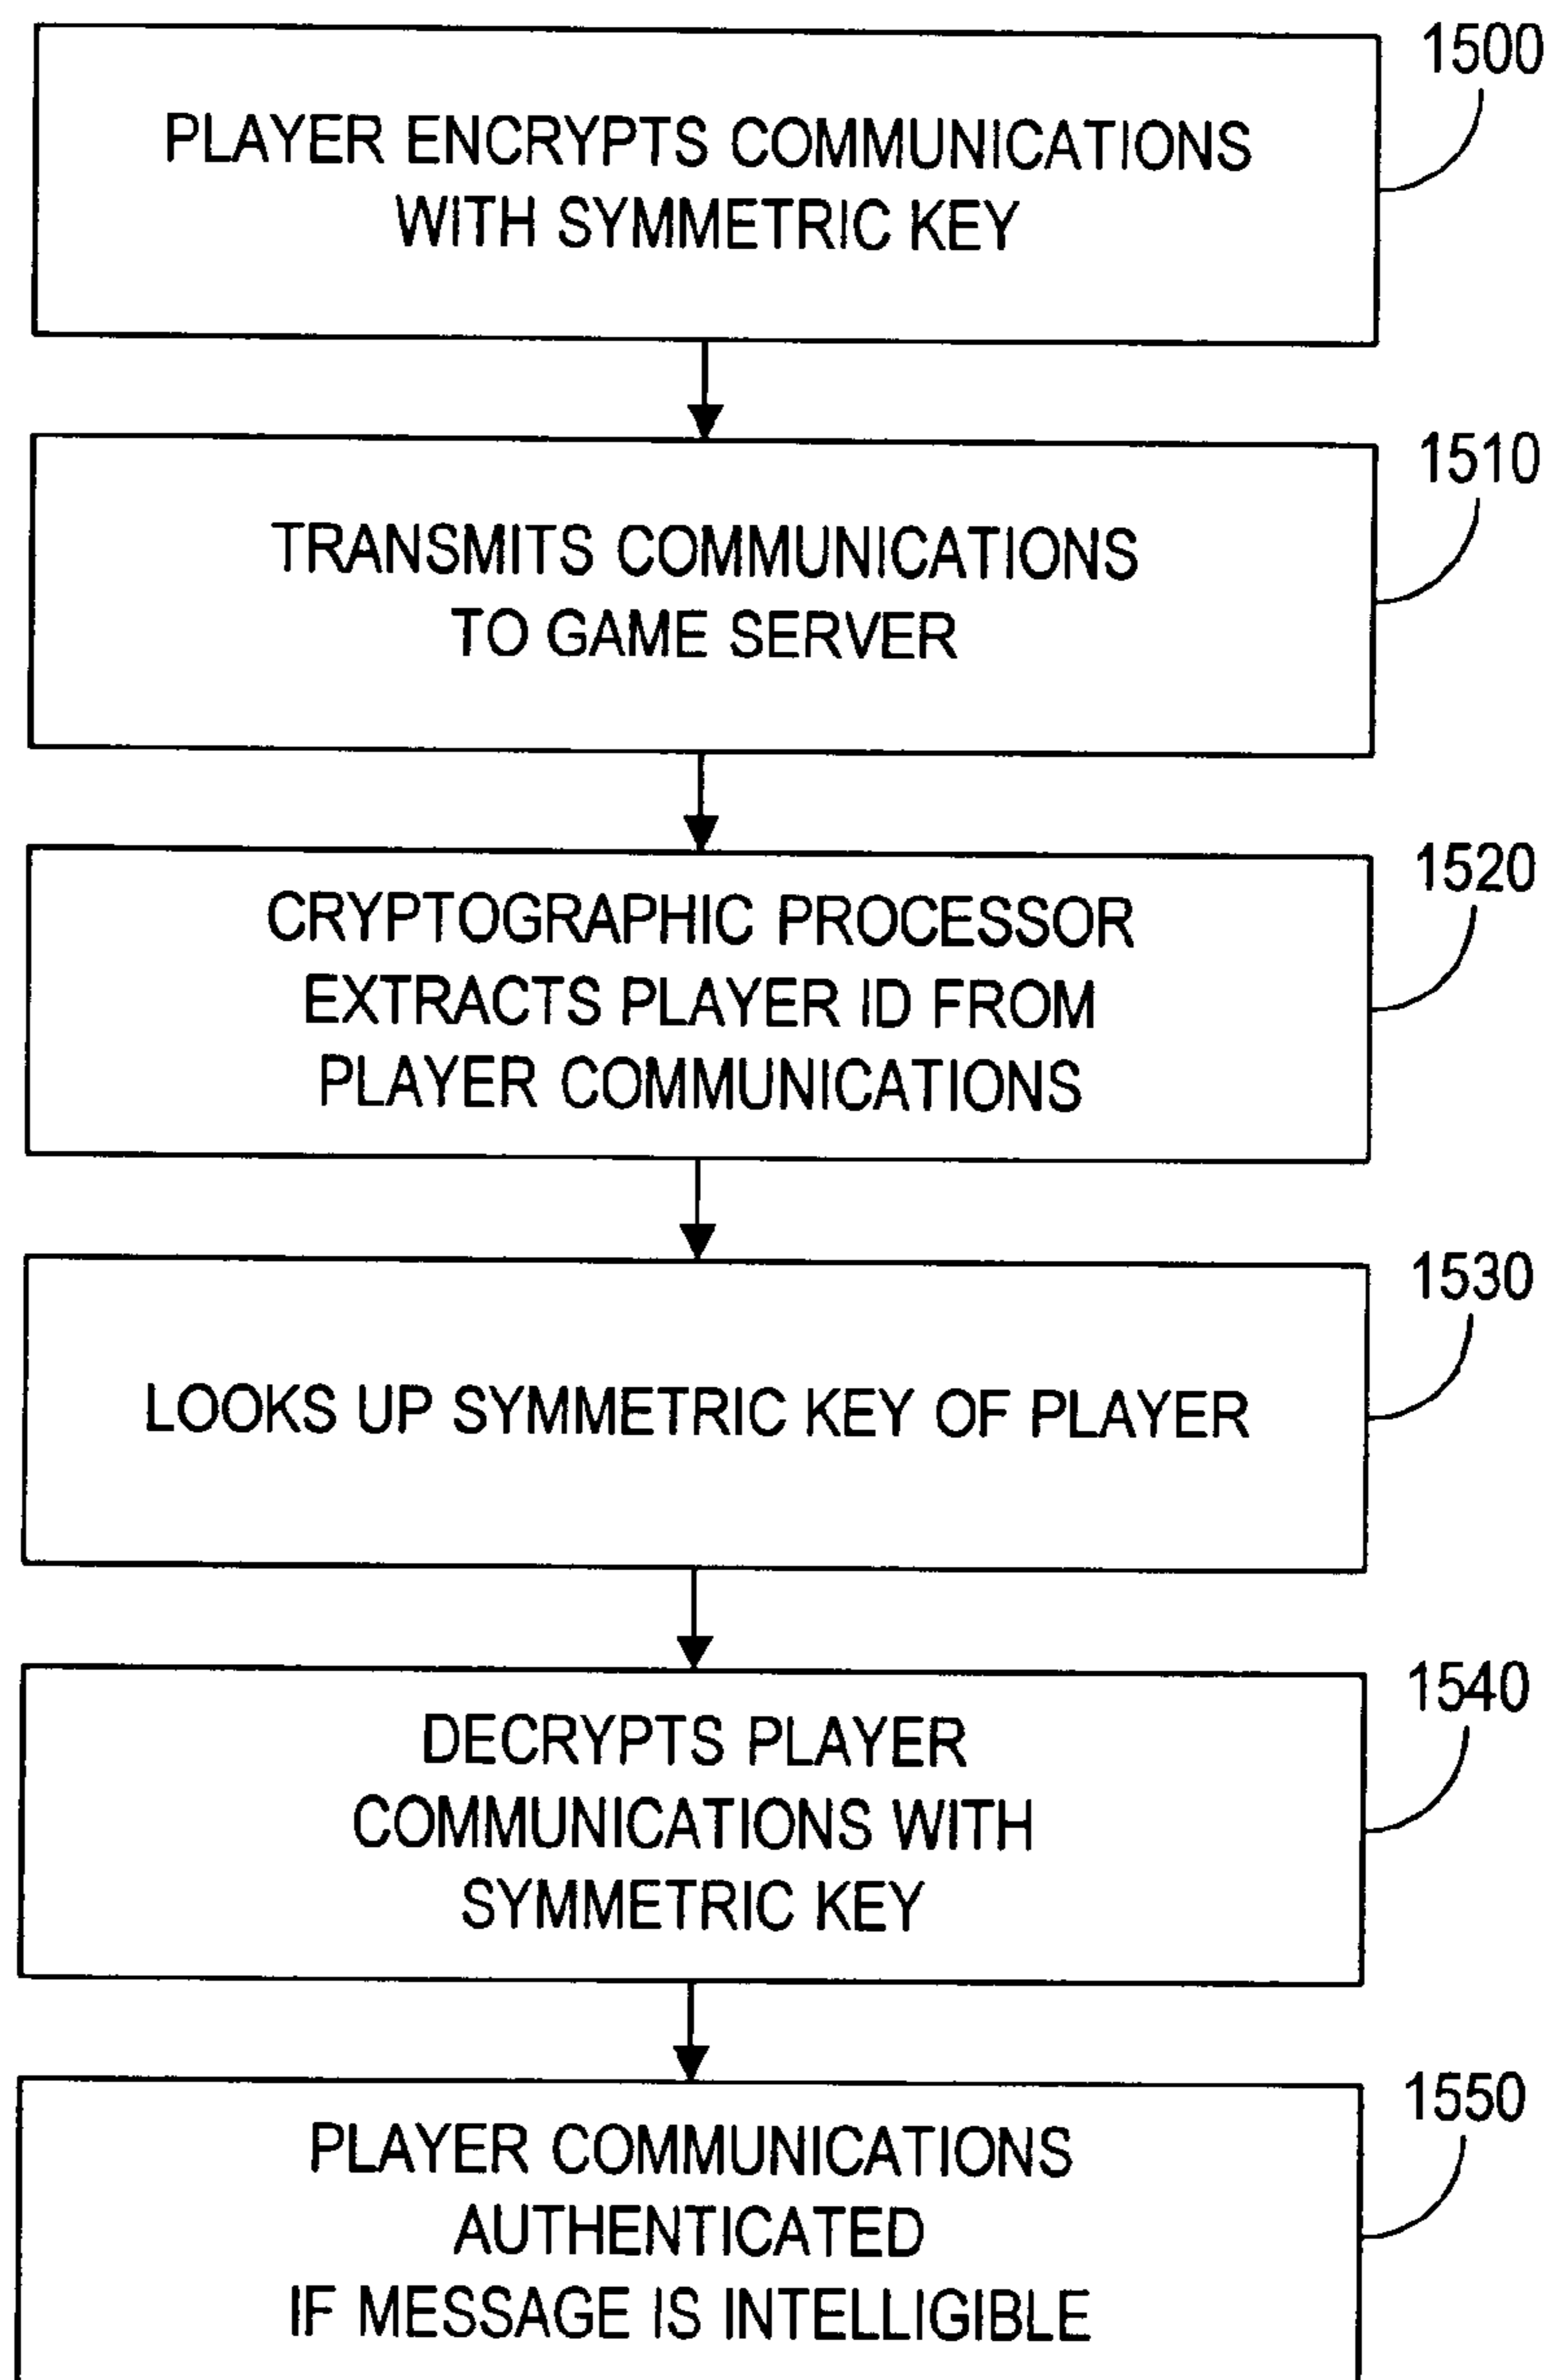 1500
PLAYER ENCRYPTS COMMUNICATIONS
WITH SYMMETRIC KEY
1510
TRANSMITS COMMUNICATIONS
TO GAME SERVER
1520
CRYPTOGRAPHIC PROCESSOR
EXTRACTS PLAYER ID FROM
PLAYER COMMUNICATIONS
1530
LOOKS UP SYMMETRIC KEY OF PLAYER
1540
DECRYPTS PLAYER
COMMUNICATIONS WITH
SYMMETRIC KEY
1550
PLAYER COMMUNICATIONS
AUTHENTICATED
IF MESSAGE IS INTELLIGIBLE